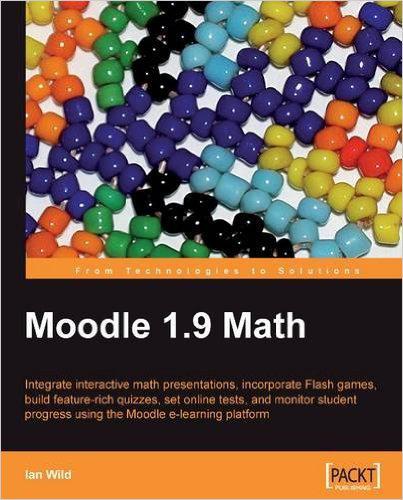 From Technologies to Solutions
Moodle 1.9 Math
Integrate interactive math presentations, incorporate Flash games,
build feature-rich quizzes, set online tests, and monitor student
progress using the Moodle e-learning platform
Ian Wild
PACKT
PUBLISHING